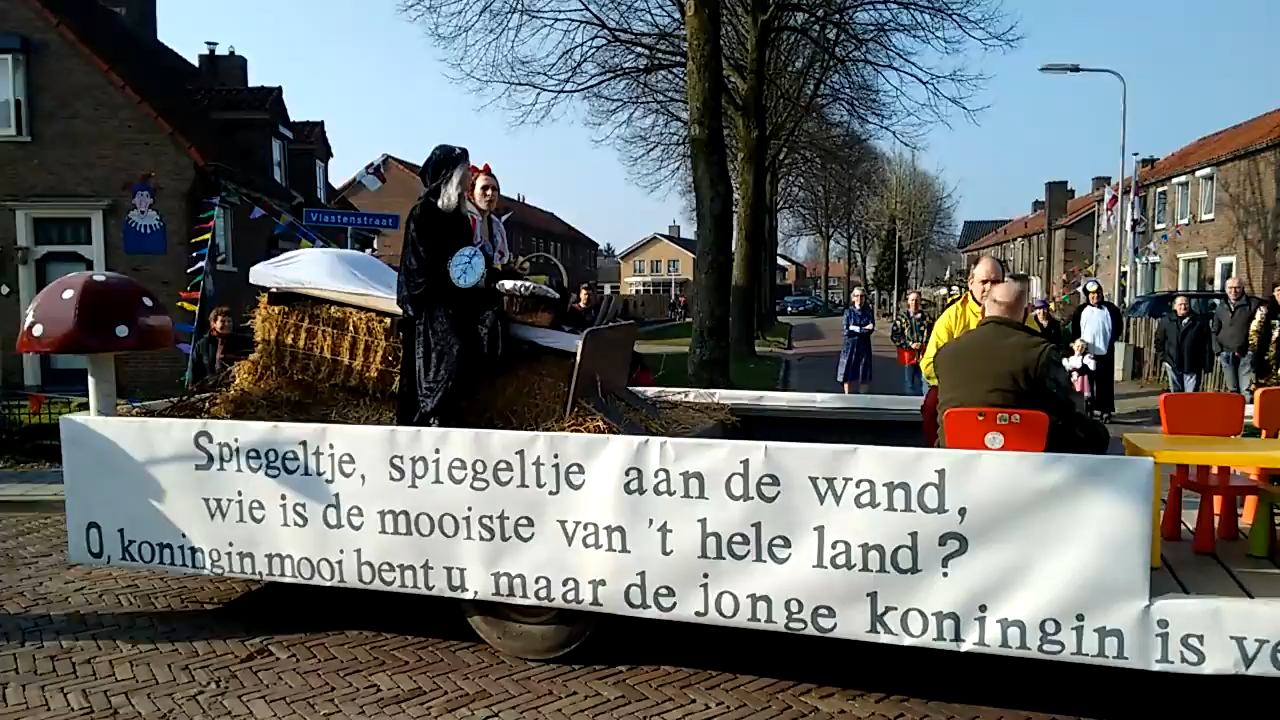 Vlastenstraat
Spiegeltje, spiegeltje aan de wand,
wie is de mooiste van 't hele land?
O, koningin, mooi bent u, maar de jonge koningin is